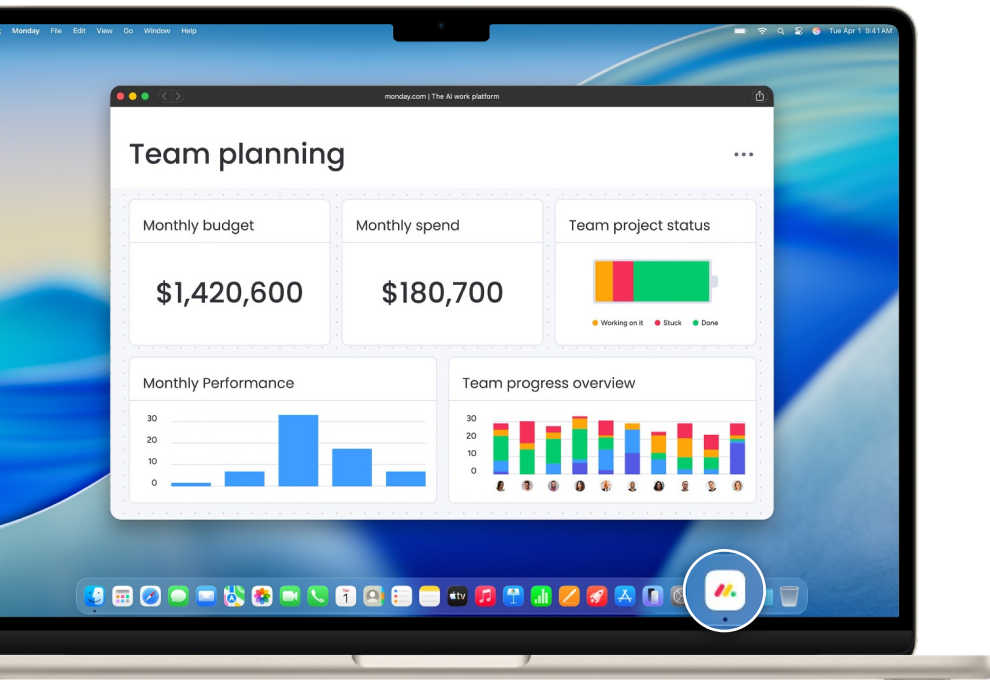 Monday File Edit View Go Window Help
Tue Apr 1 9:41 AM
monday.com | The AI work platform
Team planning
Monthly budget
$1,420,600
Monthly spend
$180,700
Team project status
Working on it Stuck Done
Monthly Performance
30
20
10
0
Team progress overview
30
20
10
0
1
tv